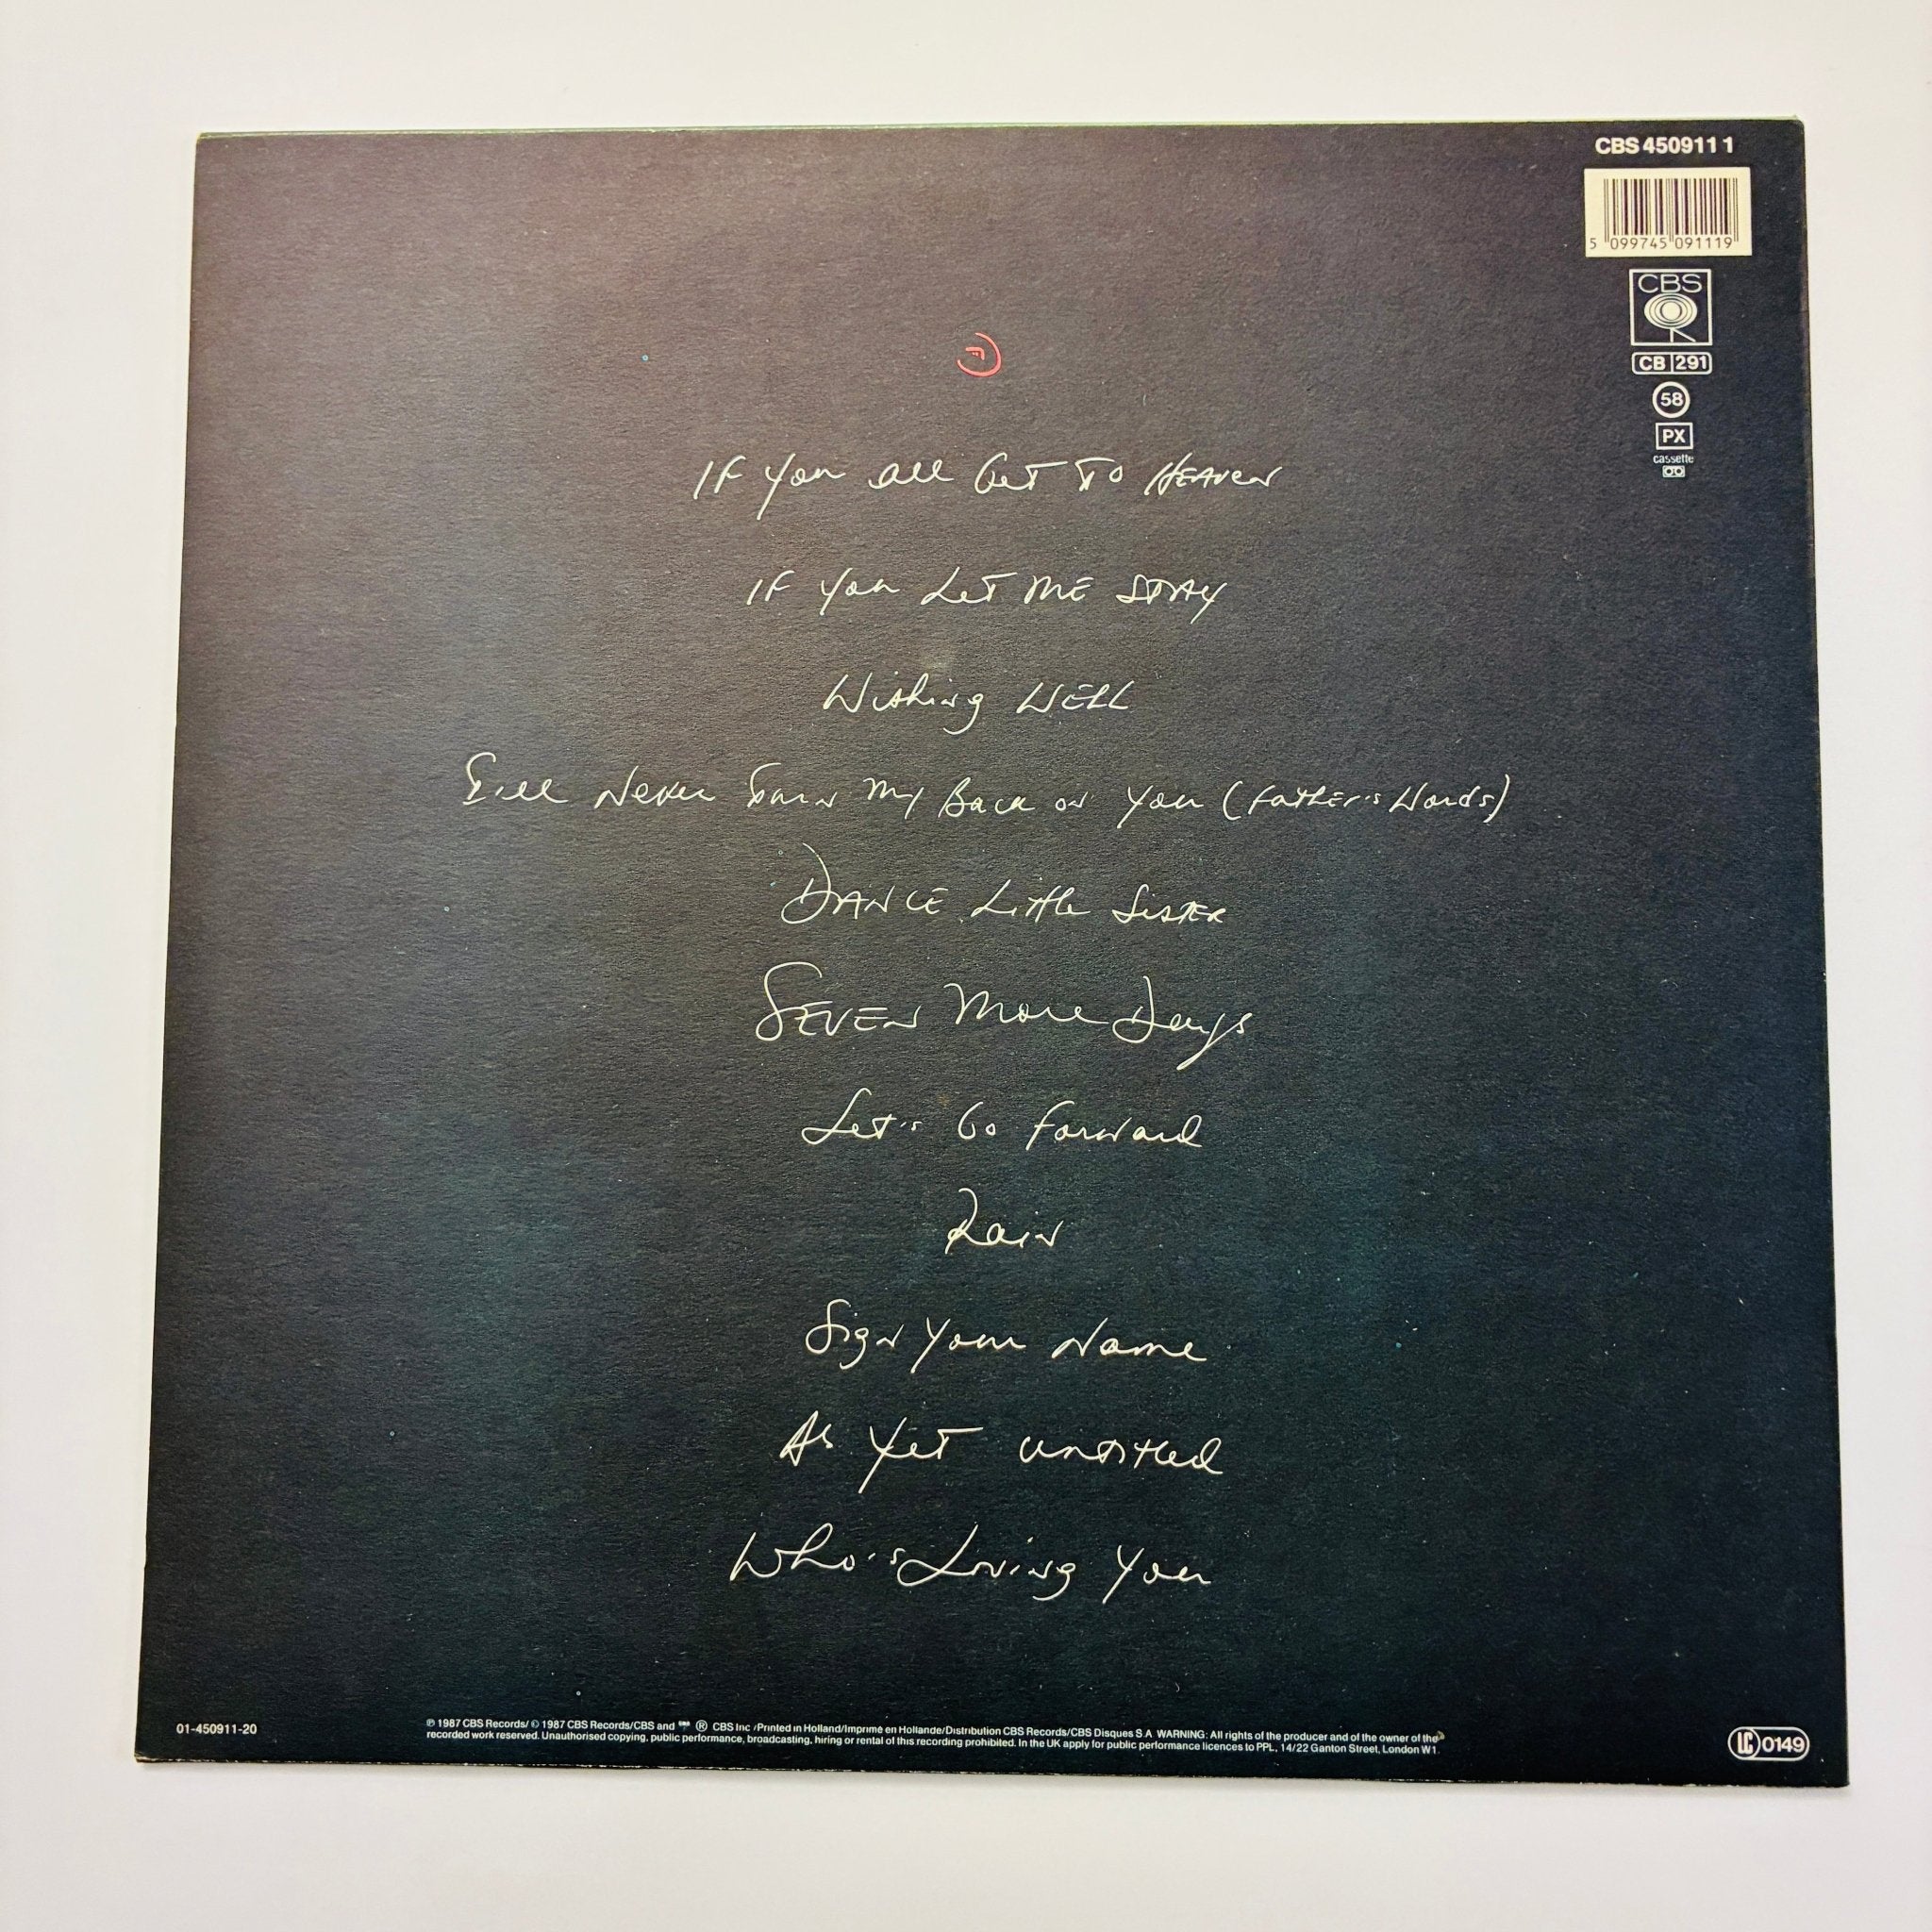 CBS 450911 1
5 099745 091119
CBS
CB 291
58
PX
cassette
IF You All Get To HEAVEN
IF You Let ME STAY
Wishing WELL
I'll Never Turn My Back on You (Father's Words)
DANCE Little SISTER
SEVEN More Days
Let's Go Forward
Rain
Sign Your Name
As Yet Untitled
Who's Loving You
01-450911-20
℗ 1987 CBS Records/ © 1987 CBS Records/CBS and ® CBS Inc /Printed in Holland/Imprimé en Hollande/Distribution CBS Records/CBS Disques S A WARNING: All rights of the producer and of the owner of the
recorded work reserved. Unauthorised copying, public performance, broadcasting, hiring or rental of this recording prohibited. In the UK apply for public performance licences to PPL, 14/22 Ganton Street, London W1.
LC 0149